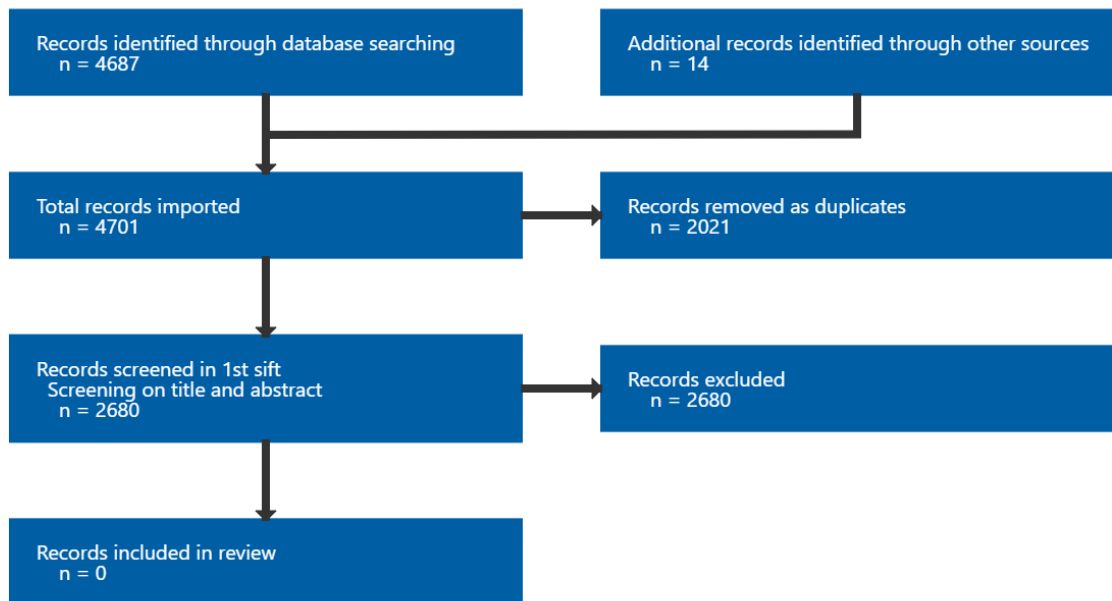 Records identified through database searching
n = 4687
Additional records identified through other sources
n = 14
Total records imported
n = 4701
Records removed as duplicates
n = 2021
Records screened in 1st sift
Screening on title and abstract
n = 2680
Records excluded
n = 2680
Records included in review
n = 0